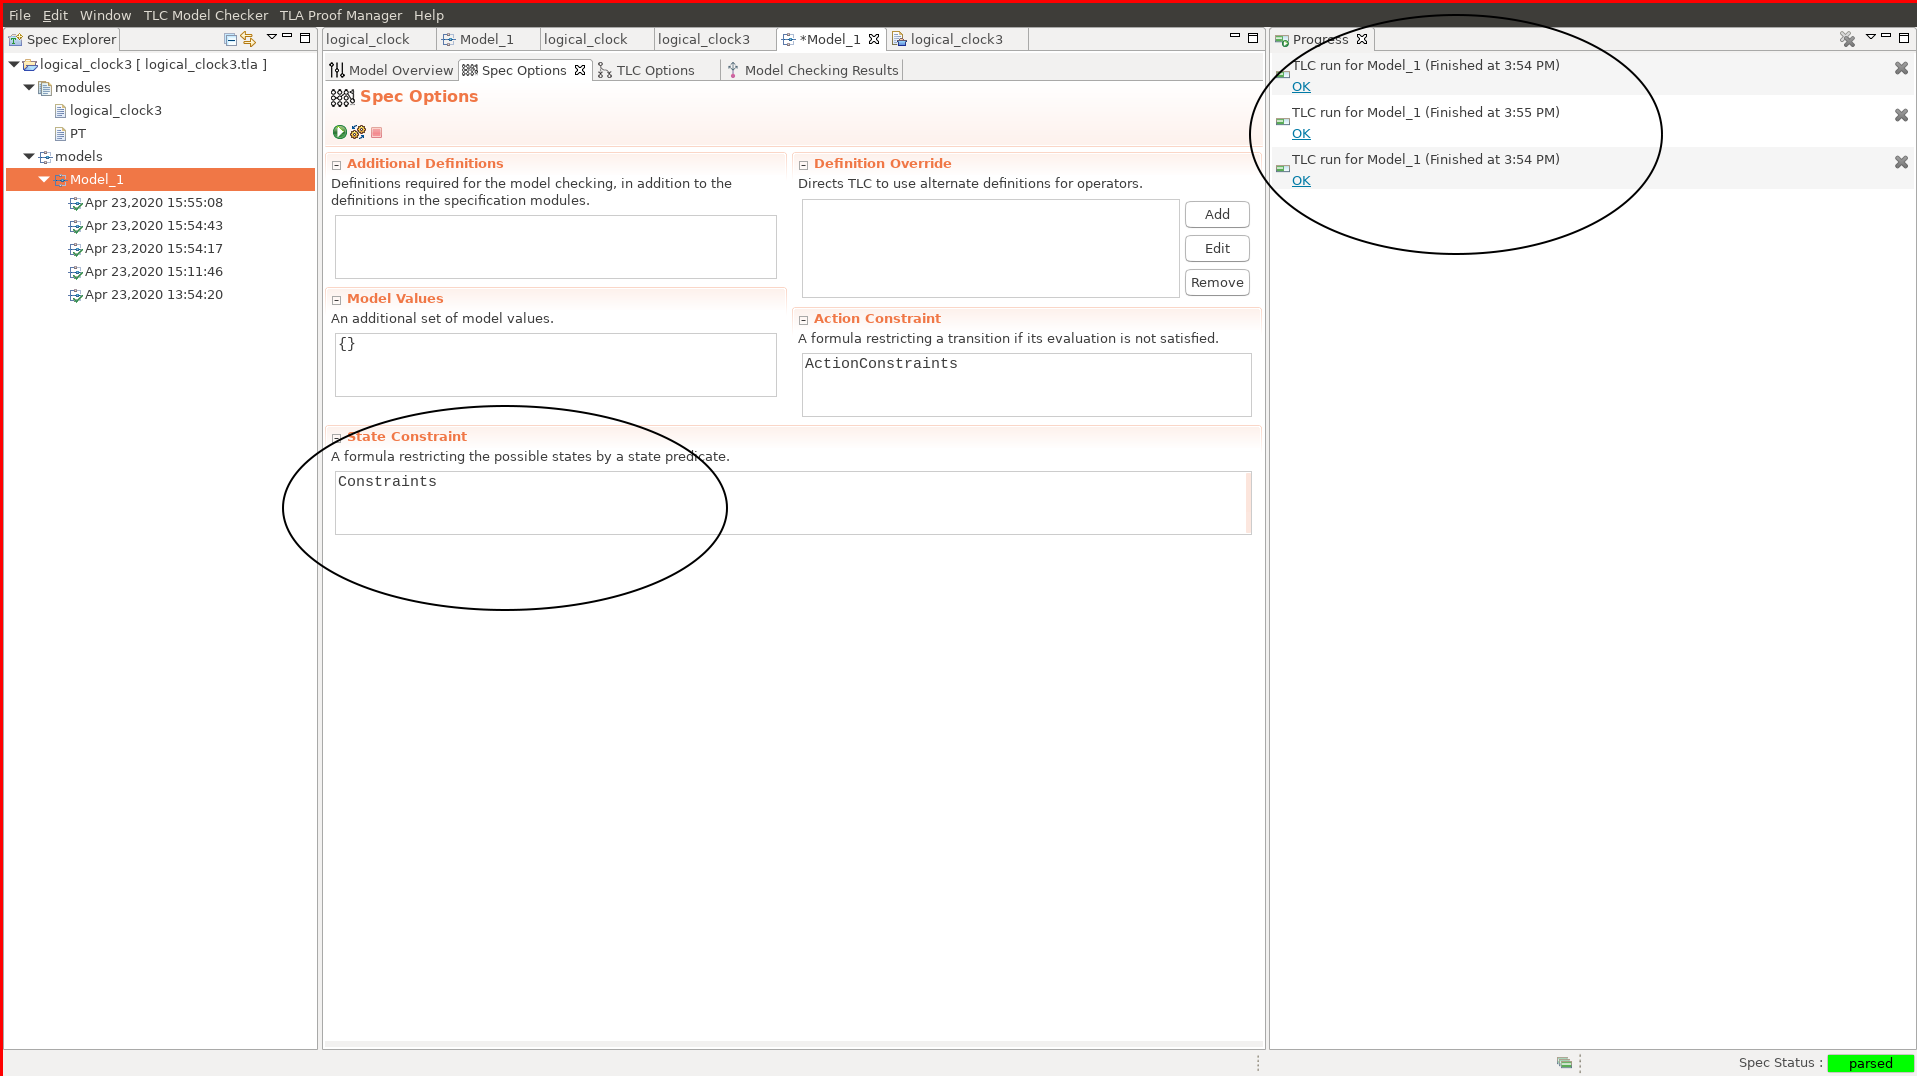 File Edit Window TLC Model Checker TLA Proof Manager Help
Spec Explorer
logical_clock3 [ logical_clock3.tla ]
modules
logical_clock3
PT
models
Model_1
Apr 23,2020 15:55:08
Apr 23,2020 15:54:43
Apr 23,2020 15:54:17
Apr 23,2020 15:11:46
Apr 23,2020 13:54:20
logical_clock Model_1 logical_clock logical_clock3 *Model_1 logical_clock3
Model Overview Spec Options TLC Options Model Checking Results
Spec Options
Additional Definitions
Definitions required for the model checking, in addition to the
definitions in the specification modules.
Model Values
An additional set of model values.
{}
Definition Override
Directs TLC to use alternate definitions for operators.
Add
Edit
Remove
Action Constraint
A formula restricting a transition if its evaluation is not satisfied.
ActionConstraints
State Constraint
A formula restricting the possible states by a state predicate.
Constraints
Progress
TLC run for Model_1 (Finished at 3:54 PM)
OK
TLC run for Model_1 (Finished at 3:55 PM)
OK
TLC run for Model_1 (Finished at 3:54 PM)
OK
Spec Status : parsed